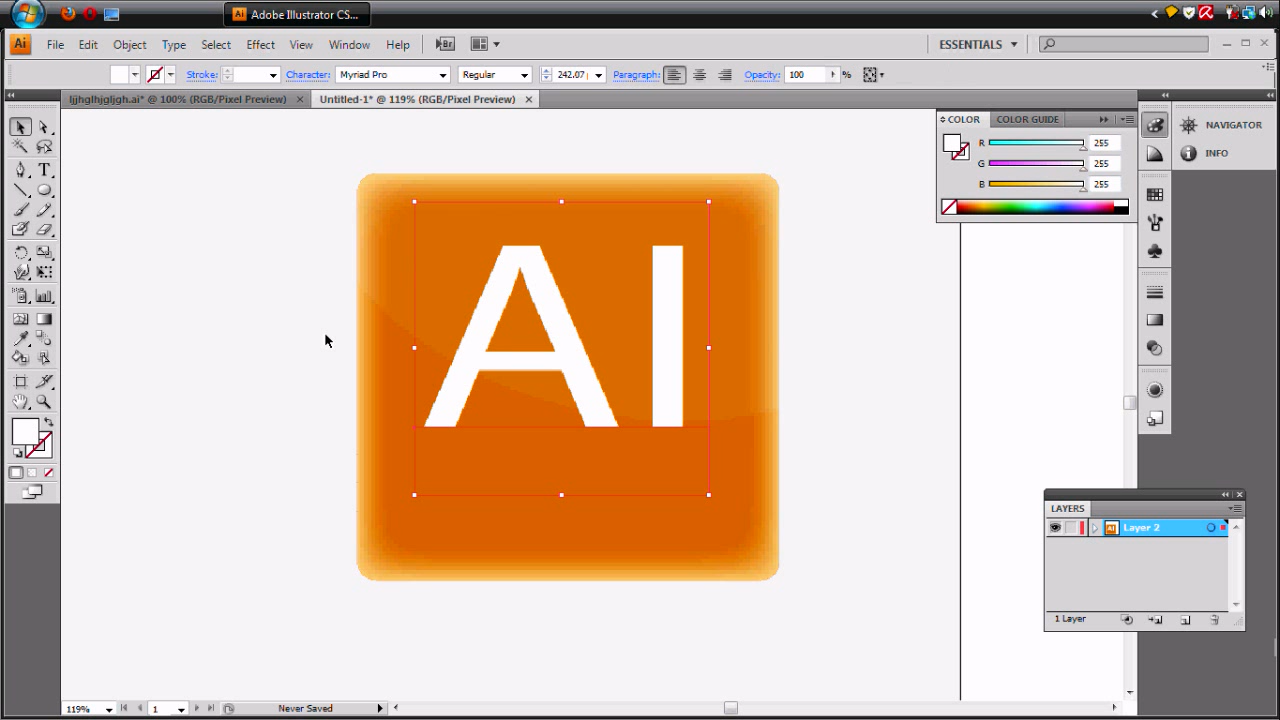 Adobe Illustrator CS...
Ai File Edit Object Type Select Effect View Window Help Br ESSENTIALS
Stroke: Character: Myriad Pro Regular 242.07 Paragraph: Opacity: 100 %
ljjhglhjgljgh.ai* @ 100% (RGB/Pixel Preview) Untitled-1* @ 119% (RGB/Pixel Preview)
COLOR COLOR GUIDE
NAVIGATOR
R 255
INFO
G 255
B 255
AI
LAYERS
Layer 2
1 Layer
119% 1 Never Saved